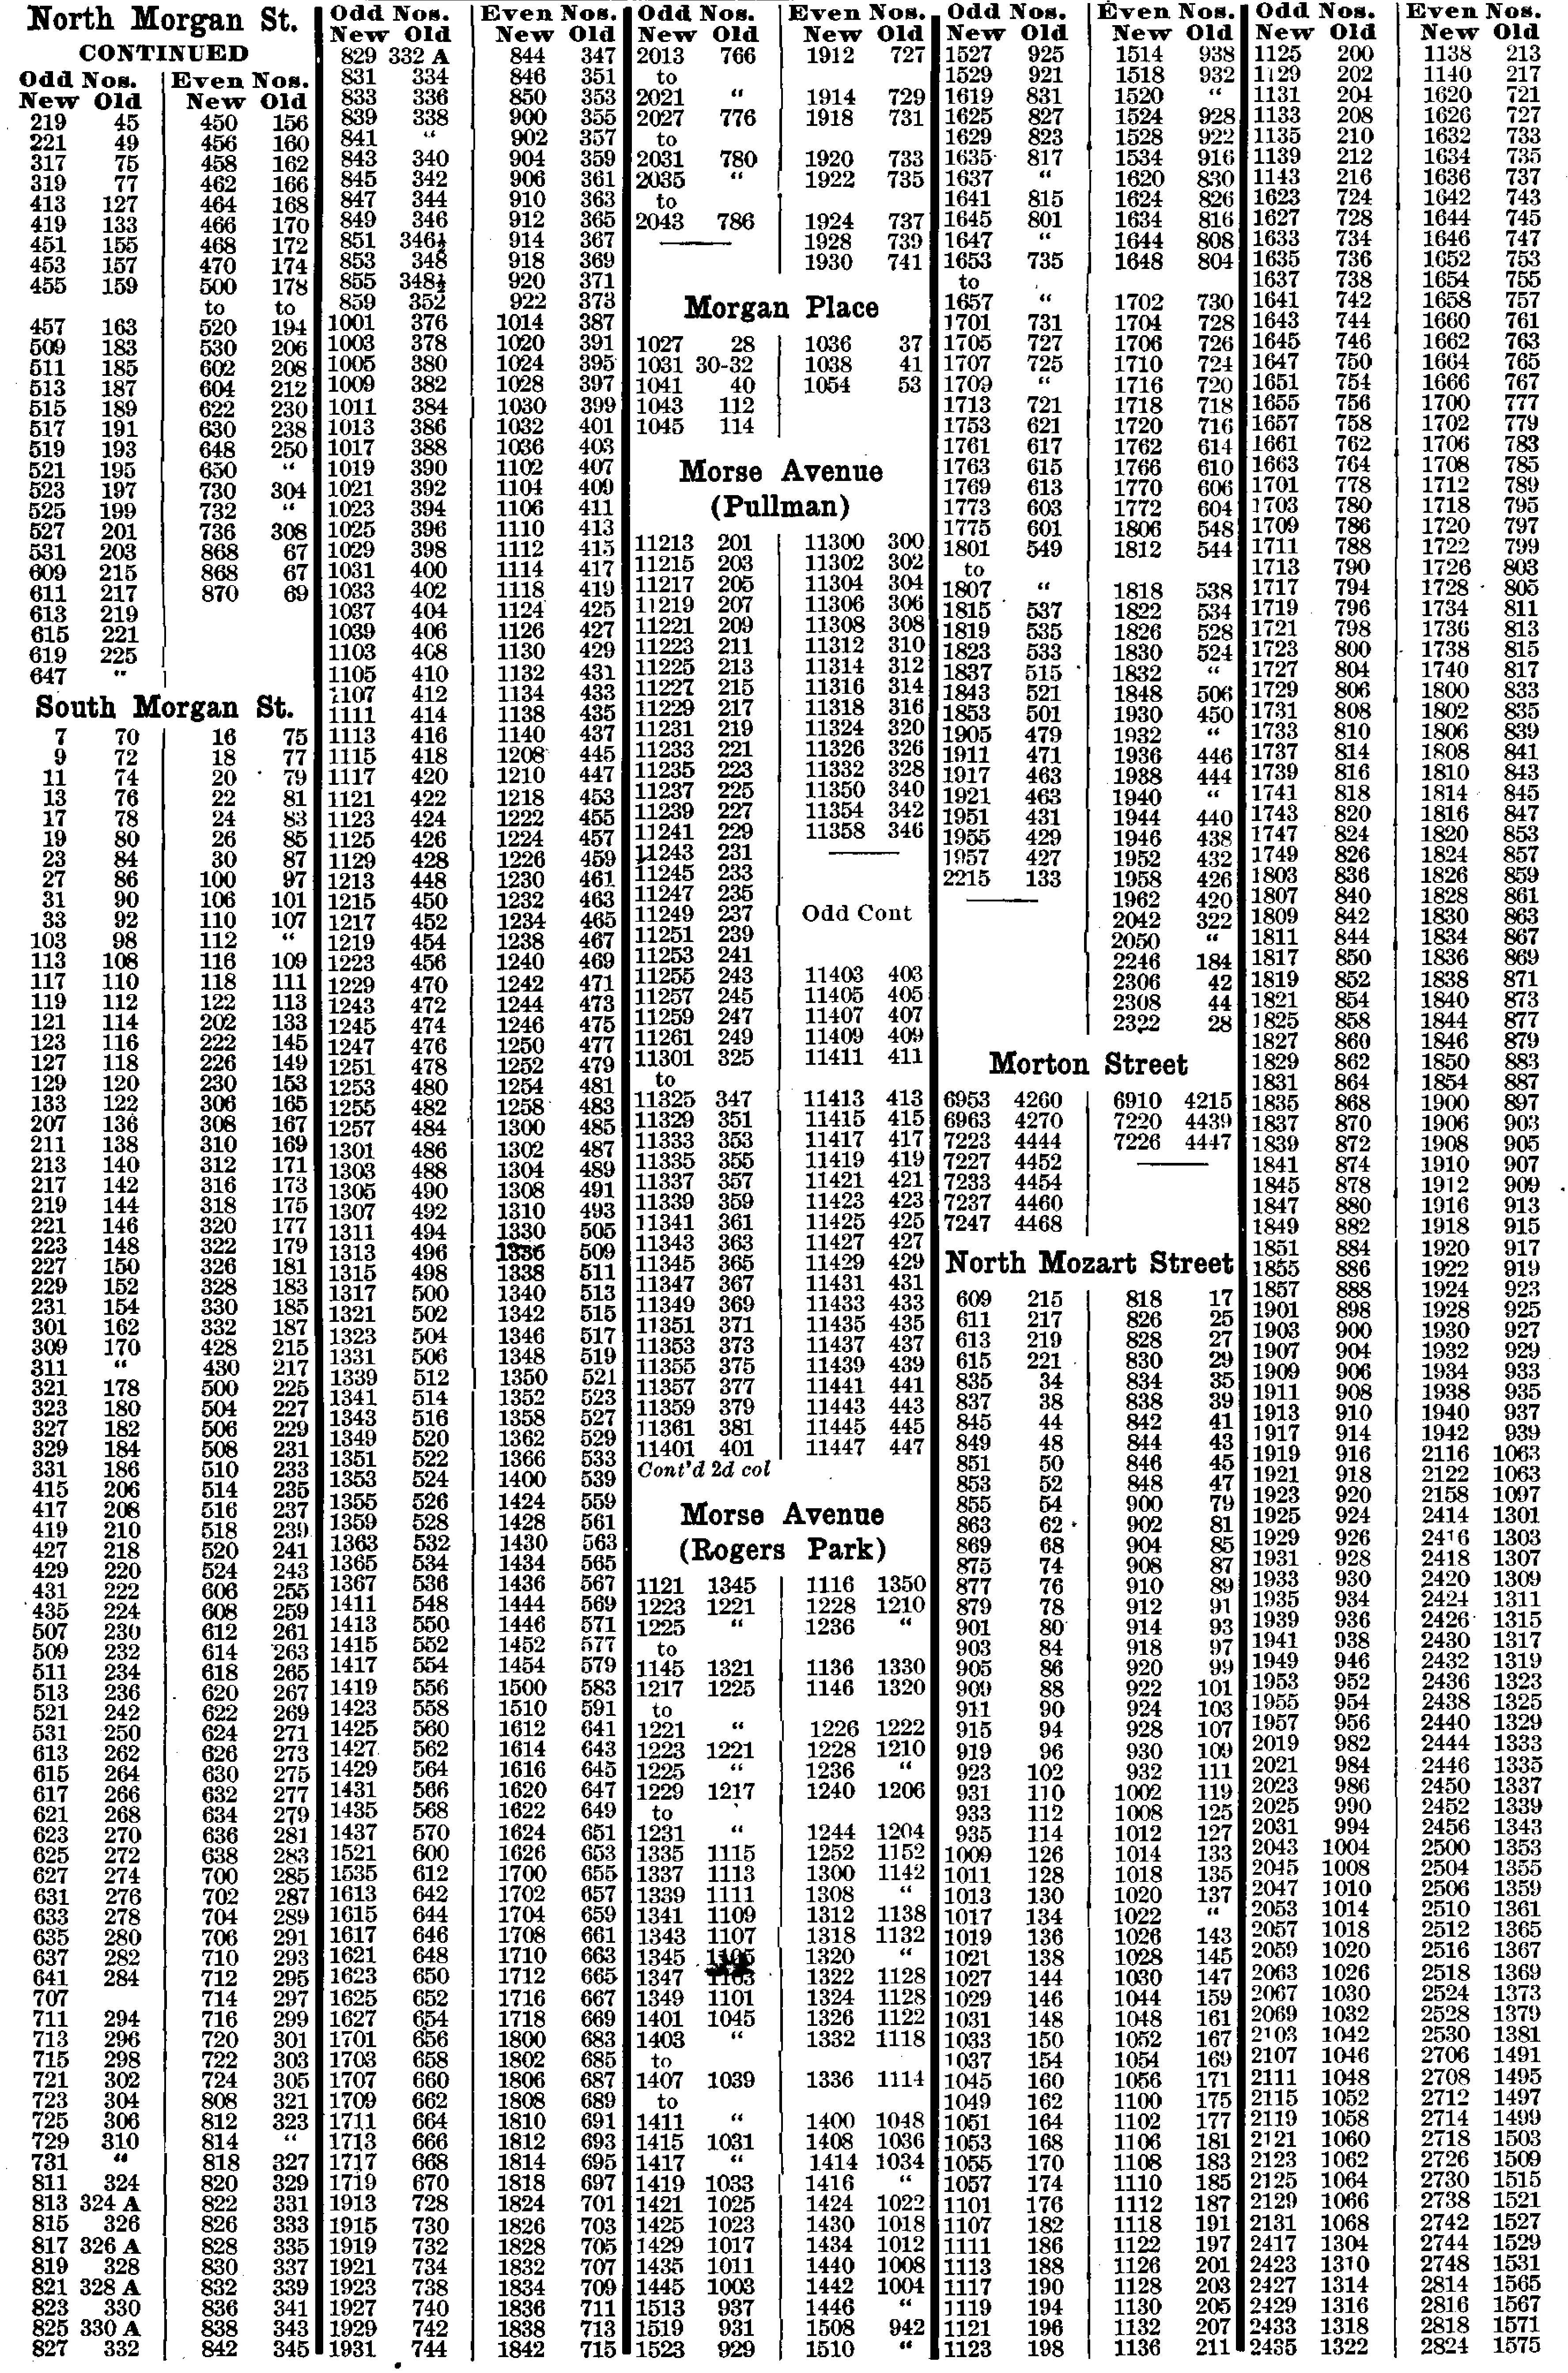 North Morgan St.
CONTINUED
Odd Nos. Even Nos.
New Old New Old
219 45 450 156
221 49 456 160
317 75 458 162
319 77 462 166
413 127 464 168
419 133 466 170
451 155 468 172
453 157 470 174
455 159 500 178
to to
457 163 520 194
509 183 530 206
511 185 602 208
513 187 604 212
515 189 622 230
517 191 630 238
519 193 648 250
521 195 650 “
523 197 730 304
525 199 732 “
527 201 736 308
531 203 868 67
609 215 868 67
611 217 870 69
613 219
615 221
619 225
647 “
South Morgan St.
7 70 16 75
9 72 18 77
11 74 20 79
13 76 22 81
17 78 24 83
19 80 26 85
23 84 30 87
27 86 100 97
31 90 106 101
33 92 110 107
103 98 112 “
113 108 116 109
117 110 118 111
119 112 122 113
121 114 202 133
123 116 222 145
127 118 226 149
129 120 230 153
133 122 306 165
207 136 308 167
211 138 310 169
213 140 312 171
217 142 316 173
219 144 318 175
221 146 320 177
223 148 322 179
227 150 326 181
229 152 328 183
231 154 330 185
301 162 332 187
309 170 428 215
311 “ 430 217
321 178 500 225
323 180 504 227
327 182 506 229
329 184 508 231
331 186 510 233
415 206 514 235
417 208 516 237
419 210 518 239
427 218 520 241
429 220 524 243
431 222 606 255
435 224 608 259
507 230 612 261
509 232 614 263
511 234 618 265
513 236 620 267
521 242 622 269
531 250 624 271
613 262 626 273
615 264 630 275
617 266 632 277
621 268 634 279
623 270 636 281
625 272 638 283
627 274 700 285
631 276 702 287
633 278 704 289
635 280 706 291
637 282 710 293
641 284 712 295
707 714 297
711 294 716 299
713 296 720 301
715 298 722 303
721 302 724 305
723 304 808 321
725 306 812 323
729 310 814 “
731 “ 818 327
811 324 820 329
813 324 A 822 331
815 326 826 333
817 326 A 828 335
819 328 830 337
821 328 A 832 339
823 330 836 341
825 330 A 838 343
827 332 842 345
Odd Nos. Even Nos.
New Old New Old
829 332 A 844 347
831 334 846 351
833 336 850 353
839 338 900 355
841 “ 902 357
843 340 904 359
845 342 906 361
847 344 910 363
849 346 912 365
851 346½ 914 367
853 348 918 369
855 348½ 920 371
859 352 922 373
1001 376 1014 387
1003 378 1020 391
1005 380 1024 395
1009 382 1028 397
1011 384 1030 399
1013 386 1032 401
1017 388 1036 403
1019 390 1102 407
1021 392 1104 409
1023 394 1106 411
1025 396 1110 413
1029 398 1112 415
1031 400 1114 417
1033 402 1118 419
1037 404 1124 425
1039 406 1126 427
1103 408 1130 429
1105 410 1132 431
1107 412 1134 433
1111 414 1138 435
1113 416 1140 437
1115 418 1208 445
1117 420 1210 447
1121 422 1218 453
1123 424 1222 455
1125 426 1224 457
1129 428 1226 459
1213 448 1230 461
1215 450 1232 463
1217 452 1234 465
1219 454 1238 467
1223 456 1240 469
1229 470 1242 471
1243 472 1244 473
1245 474 1246 475
1247 476 1250 477
1251 478 1252 479
1253 480 1254 481
1255 482 1258 483
1257 484 1300 485
1301 486 1302 487
1303 488 1304 489
1305 490 1308 491
1307 492 1310 493
1311 494 1330 505
1313 496 1336 509
1315 498 1338 511
1317 500 1340 513
1321 502 1342 515
1323 504 1346 517
1331 506 1348 519
1339 512 1350 521
1341 514 1352 523
1343 516 1358 527
1349 520 1362 529
1351 522 1366 533
1353 524 1400 539
1355 526 1424 559
1359 528 1428 561
1363 532 1430 563
1365 534 1434 565
1367 536 1436 567
1411 548 1444 569
1413 550 1446 571
1415 552 1452 577
1417 554 1454 579
1419 556 1500 583
1423 558 1510 591
1425 560 1612 641
1427 562 1614 643
1429 564 1616 645
1431 566 1620 647
1435 568 1622 649
1437 570 1624 651
1521 600 1626 653
1535 612 1700 655
1613 642 1702 657
1615 644 1704 659
1617 646 1708 661
1621 648 1710 663
1623 650 1712 665
1625 652 1716 667
1627 654 1718 669
1701 656 1800 683
1703 658 1802 685
1707 660 1806 687
1709 662 1808 689
1711 664 1810 691
1713 666 1812 693
1717 668 1814 695
1719 670 1818 697
1913 728 1824 701
1915 730 1826 703
1919 732 1828 705
1921 734 1832 707
1923 738 1834 709
1927 740 1836 711
1929 742 1838 713
1931 744 1842 715
Odd Nos. Even Nos.
New Old New Old
2013 766 1912 727
to
2021 “ 1914 729
2027 776 1918 731
to
2031 780 1920 733
2035 “ 1922 735
to
2043 786 1924 737
1928 739
1930 741
Morgan Place
1027 28 1036 37
1031 30-32 1038 41
1041 40 1054 53
1043 112
1045 114
Morse Avenue
(Pullman)
11213 201 11300 300
11215 203 11302 302
11217 205 11304 304
11219 207 11306 306
11221 209 11308 308
11223 211 11312 310
11225 213 11314 312
11227 215 11316 314
11229 217 11318 316
11231 219 11324 320
11233 221 11326 326
11235 223 11332 328
11237 225 11350 340
11239 227 11354 342
11241 229 11358 346
11243 231
11245 233
11247 235
11249 237 Odd Cont
11251 239
11253 241
11255 243 11403 403
11257 245 11405 405
11259 247 11407 407
11261 249 11409 409
11301 325 11411 411
to
11325 347 11413 413
11329 351 11415 415
11333 353 11417 417
11335 355 11419 419
11337 357 11421 421
11339 359 11423 423
11341 361 11425 425
11343 363 11427 427
11345 365 11429 429
11347 367 11431 431
11349 369 11433 433
11351 371 11435 435
11353 373 11437 437
11355 375 11439 439
11357 377 11441 441
11359 379 11443 443
11361 381 11445 445
11401 401 11447 447
Cont'd 2d col
Morse Avenue
(Rogers Park)
1121 1345 1116 1350
1223 1221 1228 1210
1225 “ 1236 “
to
1145 1321 1136 1330
1217 1225 1146 1320
to
1221 “ 1226 1222
1223 1221 1228 1210
1225 “ 1236 “
1229 1217 1240 1206
to
1231 “ 1244 1204
1335 1115 1252 1152
1337 1113 1300 1142
1339 1111 1308 “
1341 1109 1312 1138
1343 1107 1318 1132
1345 1320 “
1347 1103 1322 1128
1349 1101 1324 1128
1401 1045 1326 1122
1403 “ 1332 1118
to
1407 1039 1336 1114
to
1411 “ 1400 1048
1415 1031 1408 1036
1417 “ 1414 1034
1419 1033 1416 “
1421 1025 1424 1022
1425 1023 1430 1018
1429 1017 1434 1012
1435 1011 1440 1008
1445 1003 1442 1004
1513 937 1446 “
1519 931 1508 942
1523 929 1510 “
Odd Nos. Even Nos.
New Old New Old
1527 925 1514 938
1529 921 1518 932
1619 831 1520 “
1625 827 1524 928
1629 823 1528 922
1635 817 1534 916
1637 “ 1620 830
1641 815 1624 826
1645 801 1634 816
1647 “ 1644 808
1653 735 1648 804
to
1657 “ 1702 730
1701 731 1704 728
1705 727 1706 726
1707 725 1710 724
1709 “ 1716 720
1713 721 1718 718
1753 621 1720 716
1761 617 1762 614
1763 615 1766 610
1769 613 1770 606
1773 603 1772 604
1775 601 1806 548
1801 549 1812 544
to
1807 “ 1818 538
1815 537 1822 534
1819 535 1826 528
1823 533 1830 524
1837 515 1832 “
1843 521 1848 506
1853 501 1930 450
1905 479 1932 “
1911 471 1936 446
1917 463 1938 444
1921 463 1940 “
1951 431 1944 440
1955 429 1946 438
1957 427 1952 432
2215 133 1958 426
1962 420
2042 322
2050 “
2246 184
2306 42
2308 44
2322 28
Morton Street
6953 4260 6910 4215
6963 4270 7220 4439
7223 4444 7226 4447
7227 4452
7233 4454
7237 4460
7247 4468
North Mozart Street
609 215 818 17
611 217 826 25
613 219 828 27
615 221 830 29
835 34 834 35
837 38 838 39
845 44 842 41
849 48 844 43
851 50 846 45
853 52 848 47
855 54 900 79
863 62 902 81
869 68 904 85
875 74 908 87
877 76 910 89
879 78 912 91
901 80 914 93
903 84 918 97
905 86 920 99
909 88 922 101
911 90 924 103
915 94 928 107
919 96 930 109
923 102 932 111
931 110 1002 119
933 112 1008 125
935 114 1012 127
1009 126 1014 133
1011 128 1018 135
1013 130 1020 137
1017 134 1022 “
1019 136 1026 143
1021 138 1028 145
1027 144 1030 147
1029 146 1044 159
1031 148 1048 161
1033 150 1052 167
1037 154 1054 169
1045 160 1056 171
1049 162 1100 175
1051 164 1102 177
1053 168 1106 181
1055 170 1108 183
1057 174 1110 185
1101 176 1112 187
1107 182 1118 191
1111 186 1122 197
1113 188 1126 201
1117 190 1128 203
1119 194 1130 205
1121 196 1132 207
1123 198 1136 211
Odd Nos. Even Nos.
New Old New Old
1125 200 1138 213
1129 202 1140 217
1131 204 1620 721
1133 208 1626 727
1135 210 1632 733
1139 212 1634 735
1143 216 1636 737
1623 724 1642 743
1627 728 1644 745
1633 734 1646 747
1635 736 1652 753
1637 738 1654 755
1641 742 1658 757
1643 744 1660 761
1645 746 1662 763
1647 750 1664 765
1651 754 1666 767
1655 756 1700 777
1657 758 1702 779
1661 762 1706 783
1663 764 1708 785
1701 778 1712 789
1703 780 1718 795
1709 786 1720 797
1711 788 1722 799
1713 790 1726 803
1717 794 1728 805
1719 796 1734 811
1721 798 1736 813
1723 800 1738 815
1727 804 1740 817
1729 806 1800 833
1731 808 1802 835
1733 810 1806 839
1737 814 1808 841
1739 816 1810 843
1741 818 1814 845
1743 820 1816 847
1747 824 1820 853
1749 826 1824 857
1803 836 1826 859
1807 840 1828 861
1809 842 1830 863
1811 844 1834 867
1817 850 1836 869
1819 852 1838 871
1821 854 1840 873
1825 858 1844 877
1827 860 1846 879
1829 862 1850 883
1831 864 1854 887
1835 868 1900 897
1837 870 1906 903
1839 872 1908 905
1841 874 1910 907
1845 878 1912 909
1847 880 1916 913
1849 882 1918 915
1851 884 1920 917
1855 886 1922 919
1857 888 1924 923
1901 898 1928 925
1903 900 1930 927
1907 904 1932 929
1909 906 1934 933
1911 908 1938 935
1913 910 1940 937
1917 914 1942 939
1919 916 2116 1063
1921 918 2122 1063
1923 920 2158 1097
1925 924 2414 1301
1929 926 2416 1303
1931 928 2418 1307
1933 930 2420 1309
1935 934 2424 1311
1939 936 2426 1315
1941 938 2430 1317
1949 946 2432 1319
1953 952 2436 1323
1955 954 2438 1325
1957 956 2440 1329
2019 982 2444 1333
2021 984 2446 1335
2023 986 2450 1337
2025 990 2452 1339
2031 994 2456 1343
2043 1004 2500 1353
2045 1008 2504 1355
2047 1010 2506 1359
2053 1014 2510 1361
2057 1018 2512 1365
2059 1020 2516 1367
2063 1026 2518 1369
2067 1030 2524 1373
2069 1032 2528 1379
2103 1042 2530 1381
2107 1046 2706 1491
2111 1048 2708 1495
2115 1052 2712 1497
2119 1058 2714 1499
2121 1060 2718 1503
2123 1062 2726 1509
2125 1064 2730 1515
2129 1066 2738 1521
2131 1068 2742 1527
2417 1304 2744 1529
2423 1310 2748 1531
2427 1314 2814 1565
2429 1316 2816 1567
2433 1318 2818 1571
2435 1322 2824 1575